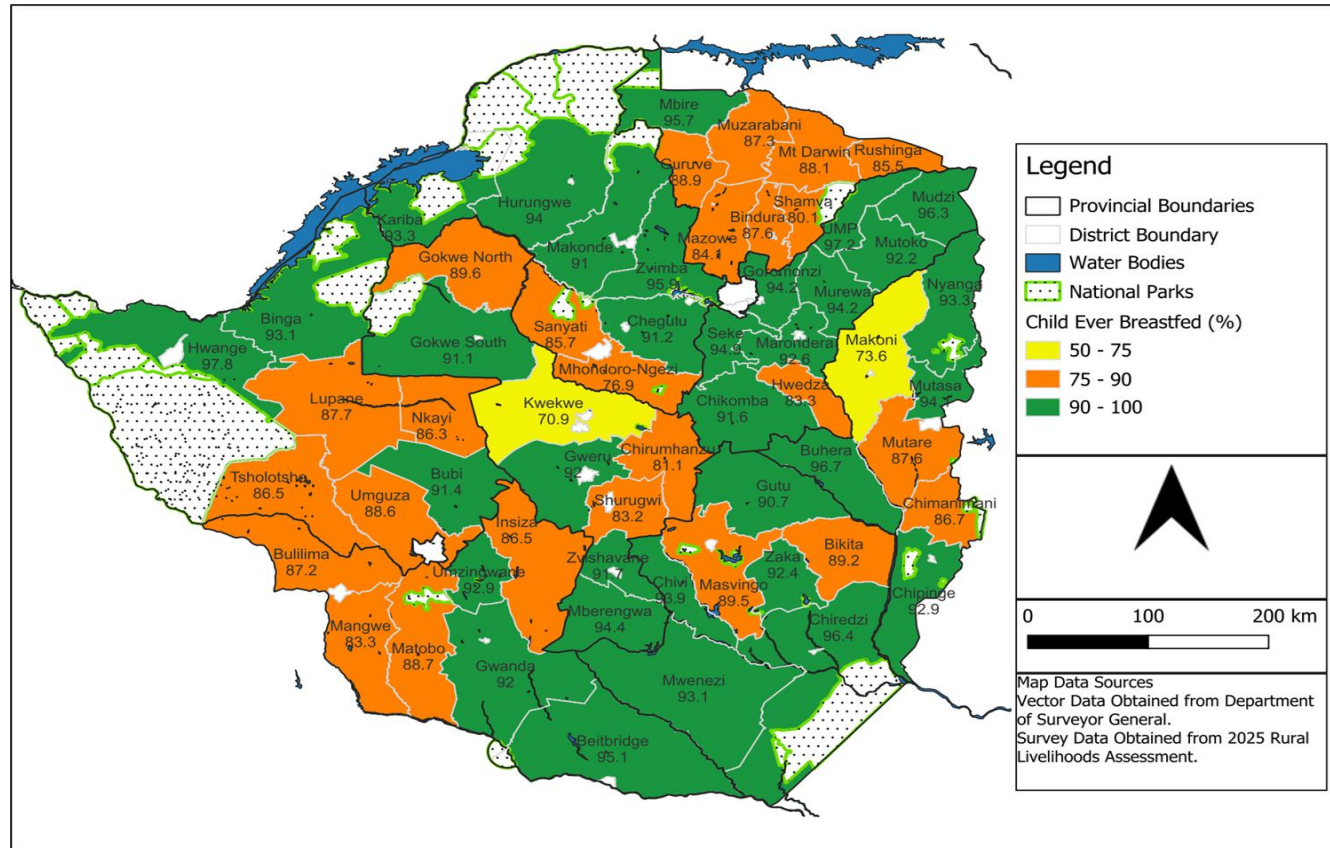 Mbire
95.7
Muzarabani
87.3
Mt Darwin
88.1
Rushinga
85.5
Guruve
88.9
Shamva
80.1
Bindura
87.6
Mazowe
84.1
Mudzi
96.3
UMP
97.2
Mutoko
92.2
Hurungwe
94
Kariba
93.3
Makonde
91
Zvimba
95.9
Goromonzi
94.2
Murewa
94.2
Nyanga
93.3
Gokwe North
89.6
Sanyati
85.7
Chegutu
91.2
Seke
94.9
Marondera
92.6
Makoni
73.6
Binga
93.1
Hwange
97.8
Gokwe South
91.1
Mhondoro-Ngezi
76.9
Hwedza
83.3
Mutasa
94.1
Lupane
87.7
Nkayi
86.3
Kwekwe
70.9
Chikomba
91.6
Mutare
87.6
Chirumhanzu
81.1
Buhera
96.7
Gweru
92
Bubi
91.4
Gutu
90.7
Tsholotsho
86.5
Umguza
88.6
Shurugwi
83.2
Chimanimani
86.7
Insiza
86.5
Bulilima
87.2
Umzingwane
92.9
Zvishavane
91.7
Chivi
93.9
Masvingo
89.5
Zaka
92.4
Bikita
89.2
Chipinge
92.9
Mberengwa
94.4
Chiredzi
96.4
Mangwe
83.3
Matobo
88.7
Gwanda
92
Mwenezi
93.1
Beitbridge
95.1
Legend
Provincial Boundaries
District Boundary
Water Bodies
National Parks
Child Ever Breastfed (%)
50 - 75
75 - 90
90 - 100
0 100 200 km
Map Data Sources
Vector Data Obtained from Department
of Surveyor General.
Survey Data Obtained from 2025 Rural
Livelihoods Assessment.